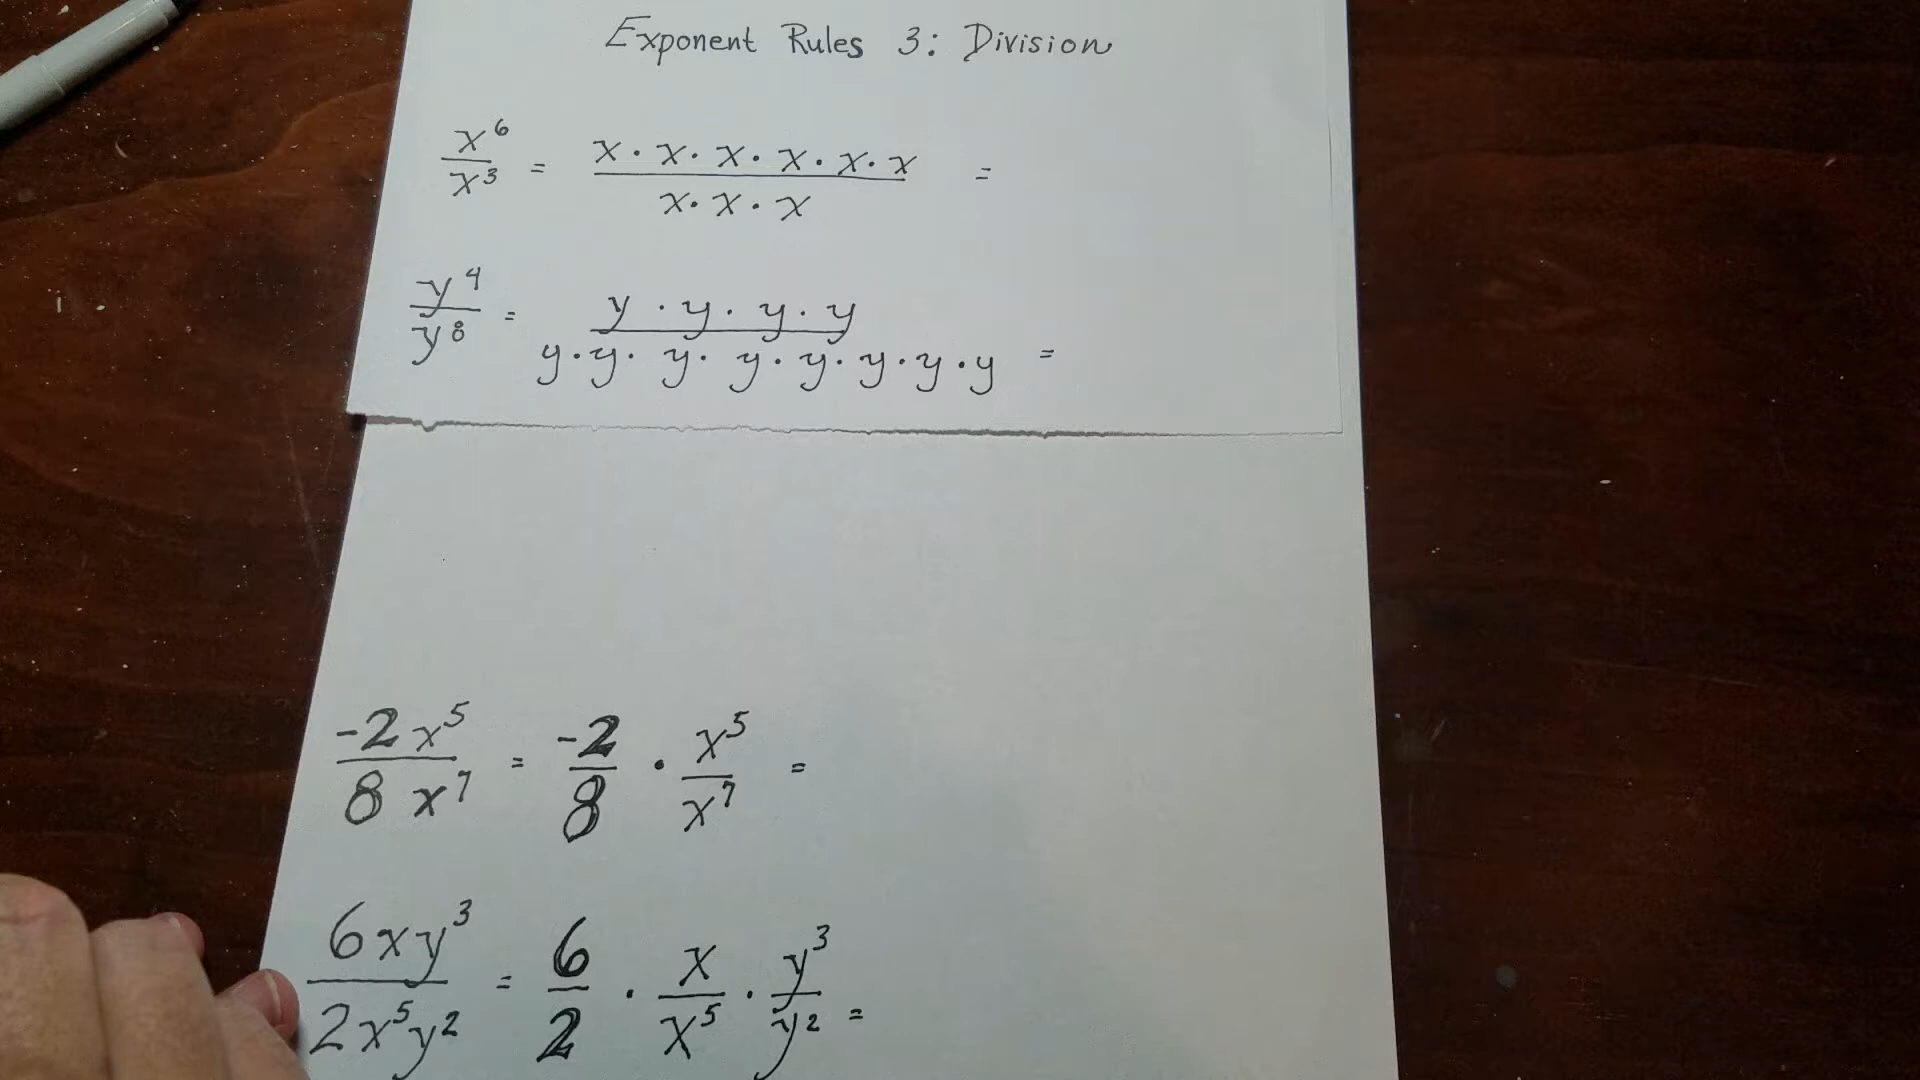 Exponent Rules 3: Division
x⁶/x³ = x·x·x·x·x·x/x·x·x =
y⁴/y⁸ = y·y·y·y/y·y·y·y·y·y·y·y =
-2x⁵/8x⁷ = -2/8 · x⁵/x⁷ =
6xy³/2x⁵y² = 6/2 · x/x⁵ · y³/y² =